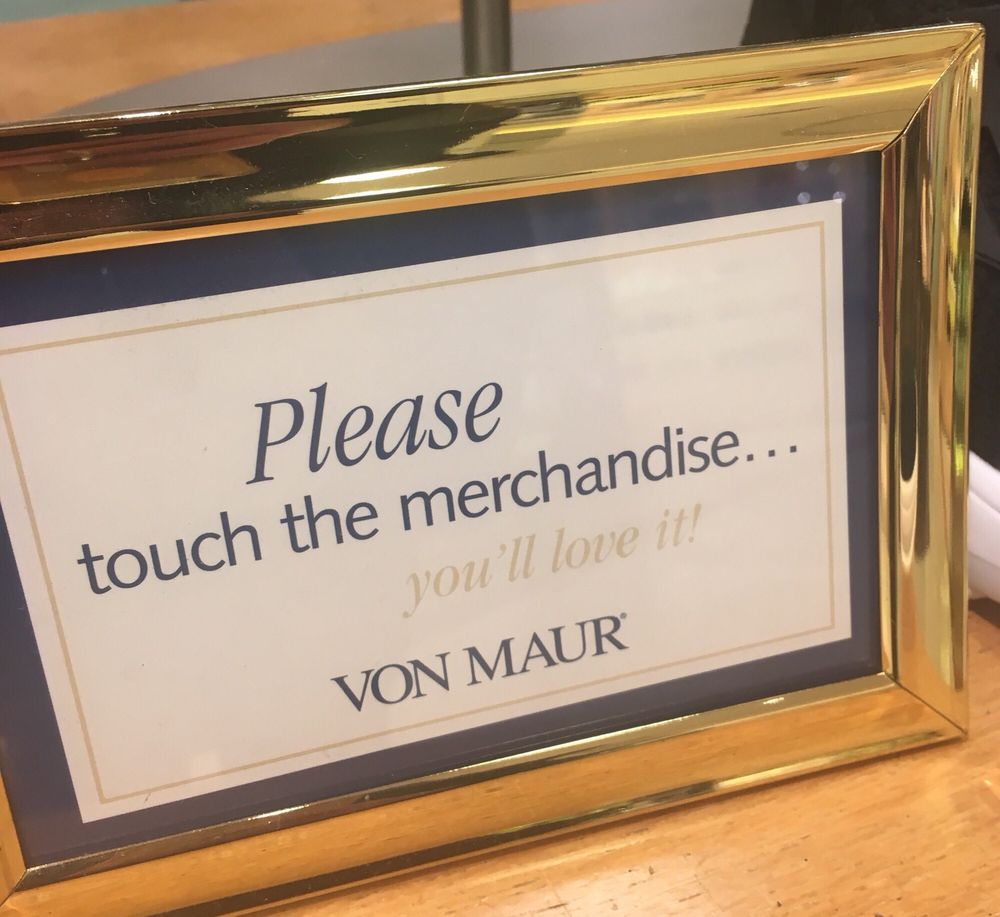 Please
touch the merchandise...
you'll love it!
VON MAUR®